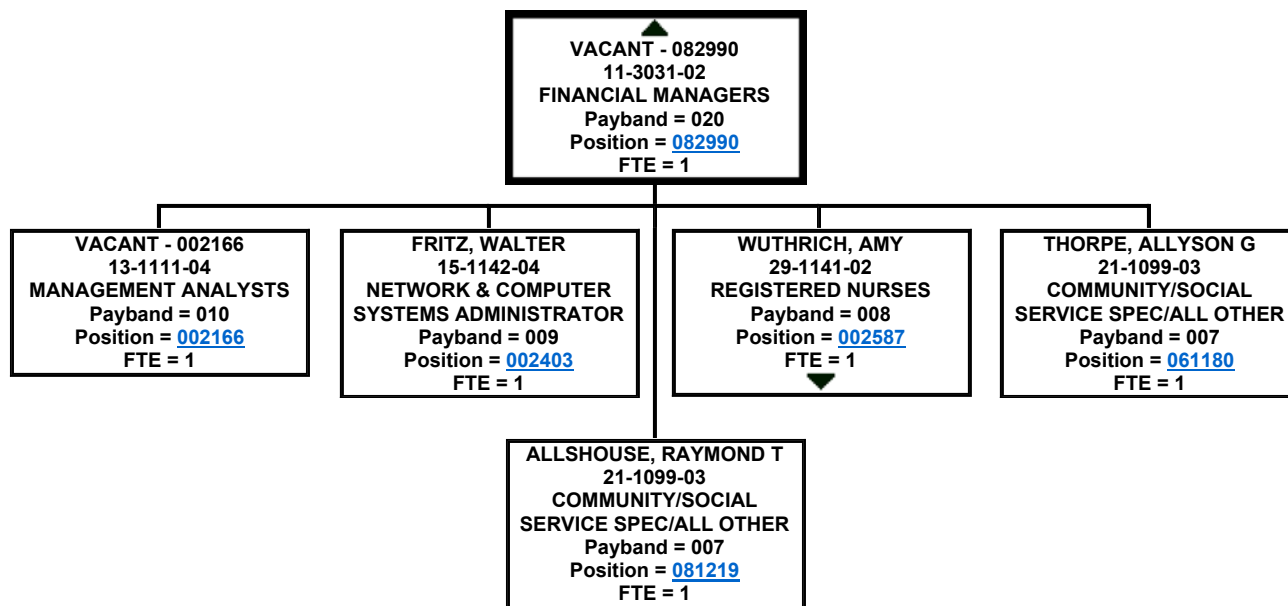 VACANT - 082990
11-3031-02
FINANCIAL MANAGERS
Payband = 020
Position = 082990
FTE = 1
VACANT - 002166
13-1111-04
MANAGEMENT ANALYSTS
Payband = 010
Position = 002166
FTE = 1
FRITZ, WALTER
15-1142-04
NETWORK & COMPUTER
SYSTEMS ADMINISTRATOR
Payband = 009
Position = 002403
FTE = 1
WUTHRICH, AMY
29-1141-02
REGISTERED NURSES
Payband = 008
Position = 002587
FTE = 1
THORPE, ALLYSON G
21-1099-03
COMMUNITY/SOCIAL
SERVICE SPEC/ALL OTHER
Payband = 007
Position = 061180
FTE = 1
ALLSHOUSE, RAYMOND T
21-1099-03
COMMUNITY/SOCIAL
SERVICE SPEC/ALL OTHER
Payband = 007
Position = 081219
FTE = 1